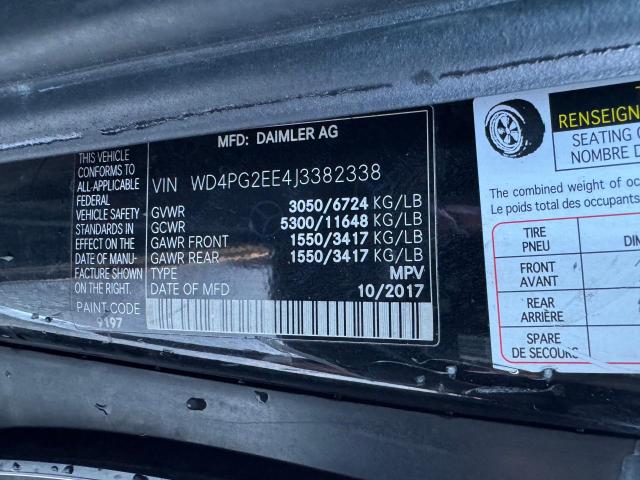 MFD: DAIMLER AG
THIS VEHICLE
CONFORMS TO
ALL APPLICABLE
FEDERAL
VEHICLE SAFETY
STANDARDS IN
EFFECT ON THE
DATE OF MANU-
FACTURE SHOWN
ON THE RIGHT.
PAINT-CODE
9197
VIN WD4PG2EE4J3382338
GVWR 3050/6724 KG/LB
GCWR 5300/11648 KG/LB
GAWR FRONT 1550/3417 KG/LB
GAWR REAR 1550/3417 KG/LB
TYPE MPV
DATE OF MFD 10/2017
RENSEIGN
SEATING
NOMBRE D
The combined weight of oc
Le poids total des occupants
TIRE
PNEU
DIM
FRONT
AVANT
REAR
ARRIÈRE
SPARE
DE SECOURS